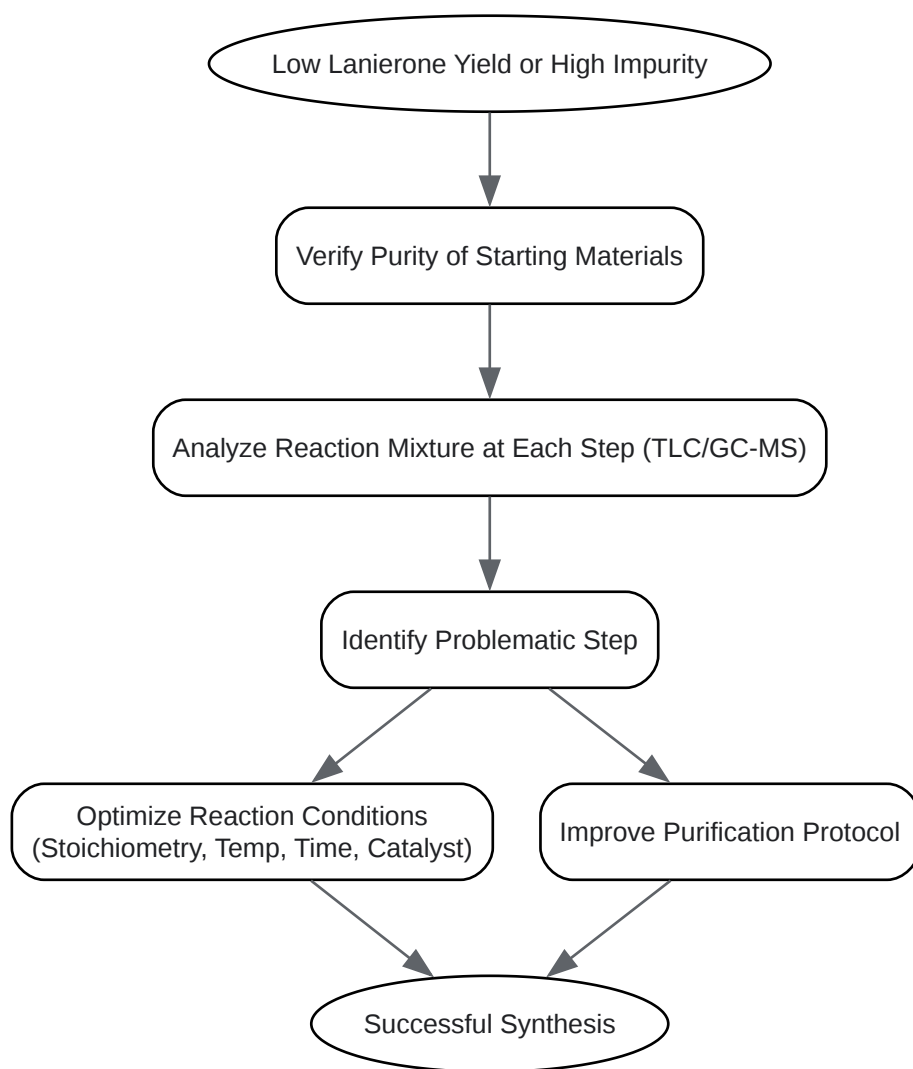 Low Lanierone Yield or High Impurity
Verify Purity of Starting Materials
Analyze Reaction Mixture at Each Step (TLC/GC-MS)
Identify Problematic Step
Optimize Reaction Conditions
(Stoichiometry, Temp, Time, Catalyst)
Improve Purification Protocol
Successful Synthesis